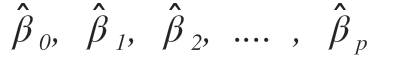 β̂₀, β̂₁, β̂₂, .... , β̂ₚ